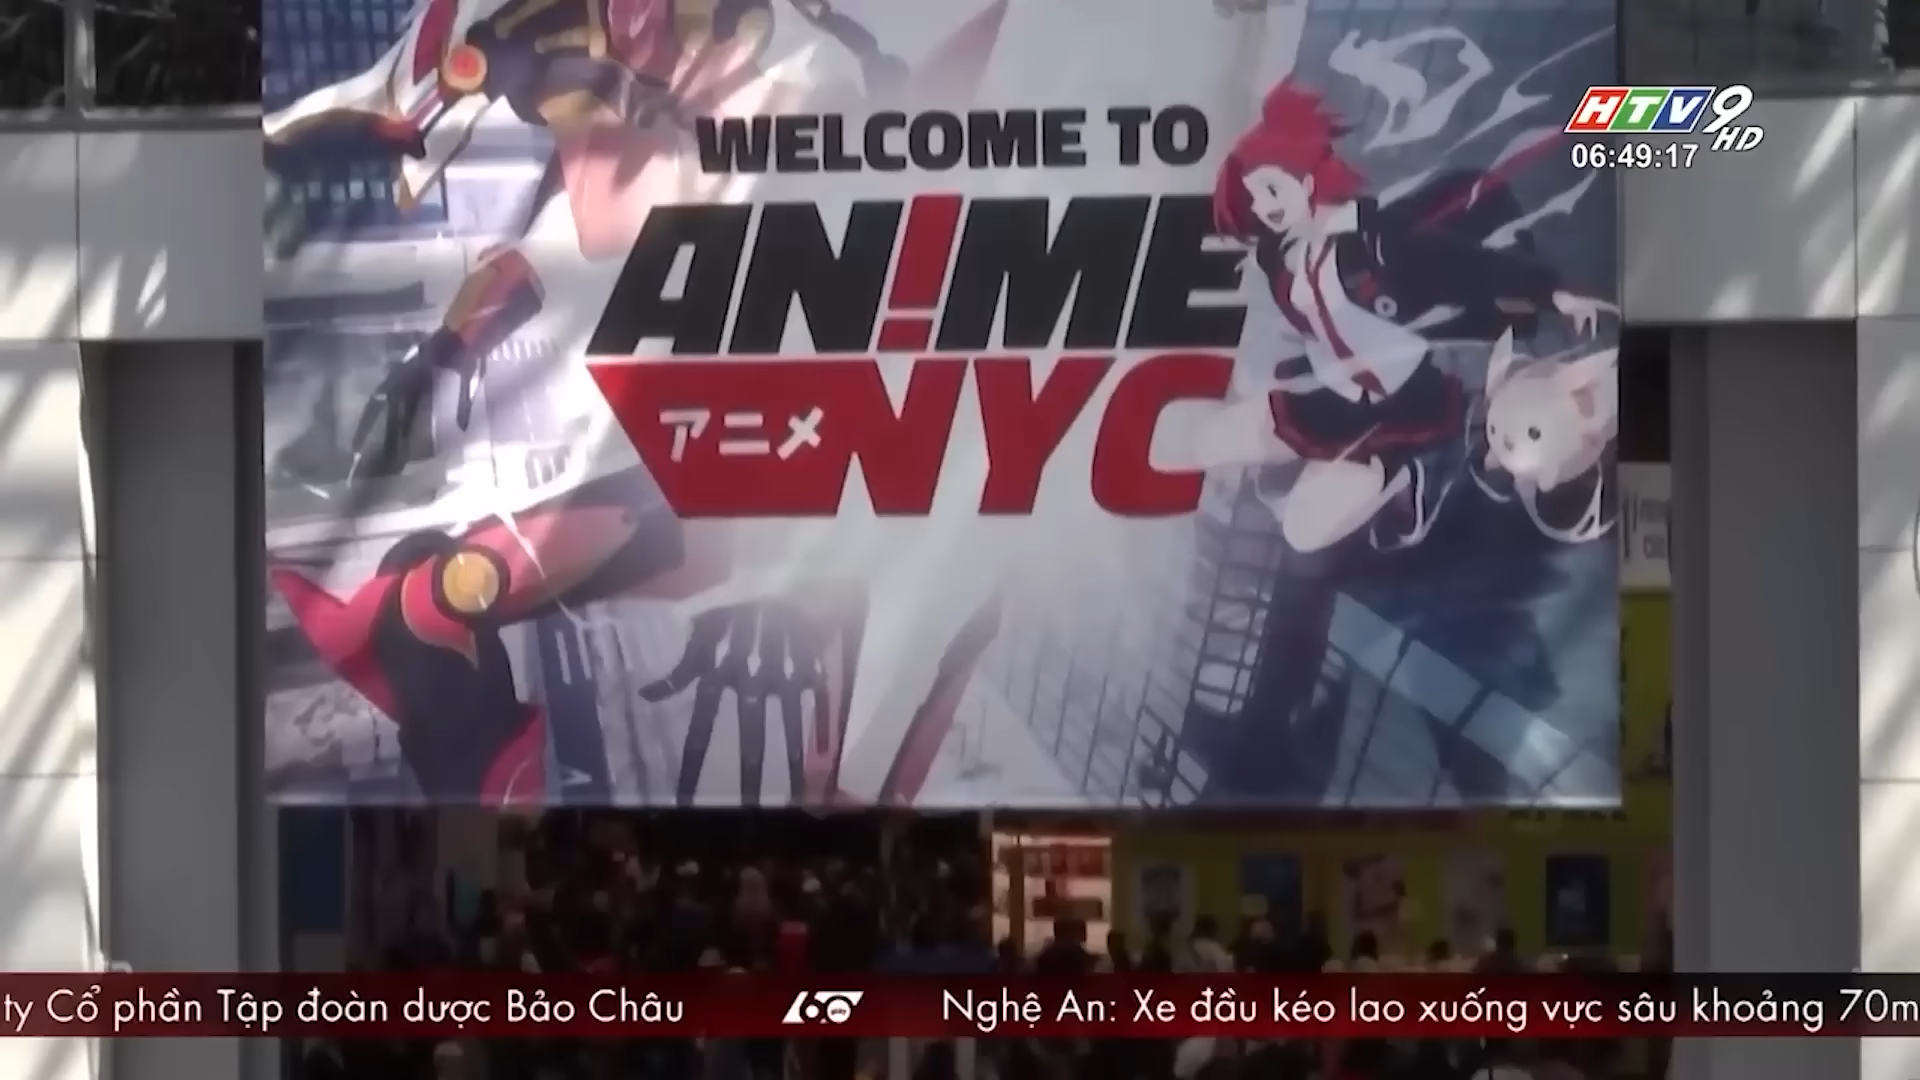 WELCOME TO
HTV9
HD
06:49:17
AN!ME
アニメ NYC
ty Cổ phần Tập đoàn dược Bảo Châu
60
Nghệ An: Xe đầu kéo lao xuống vực sâu khoảng 70m